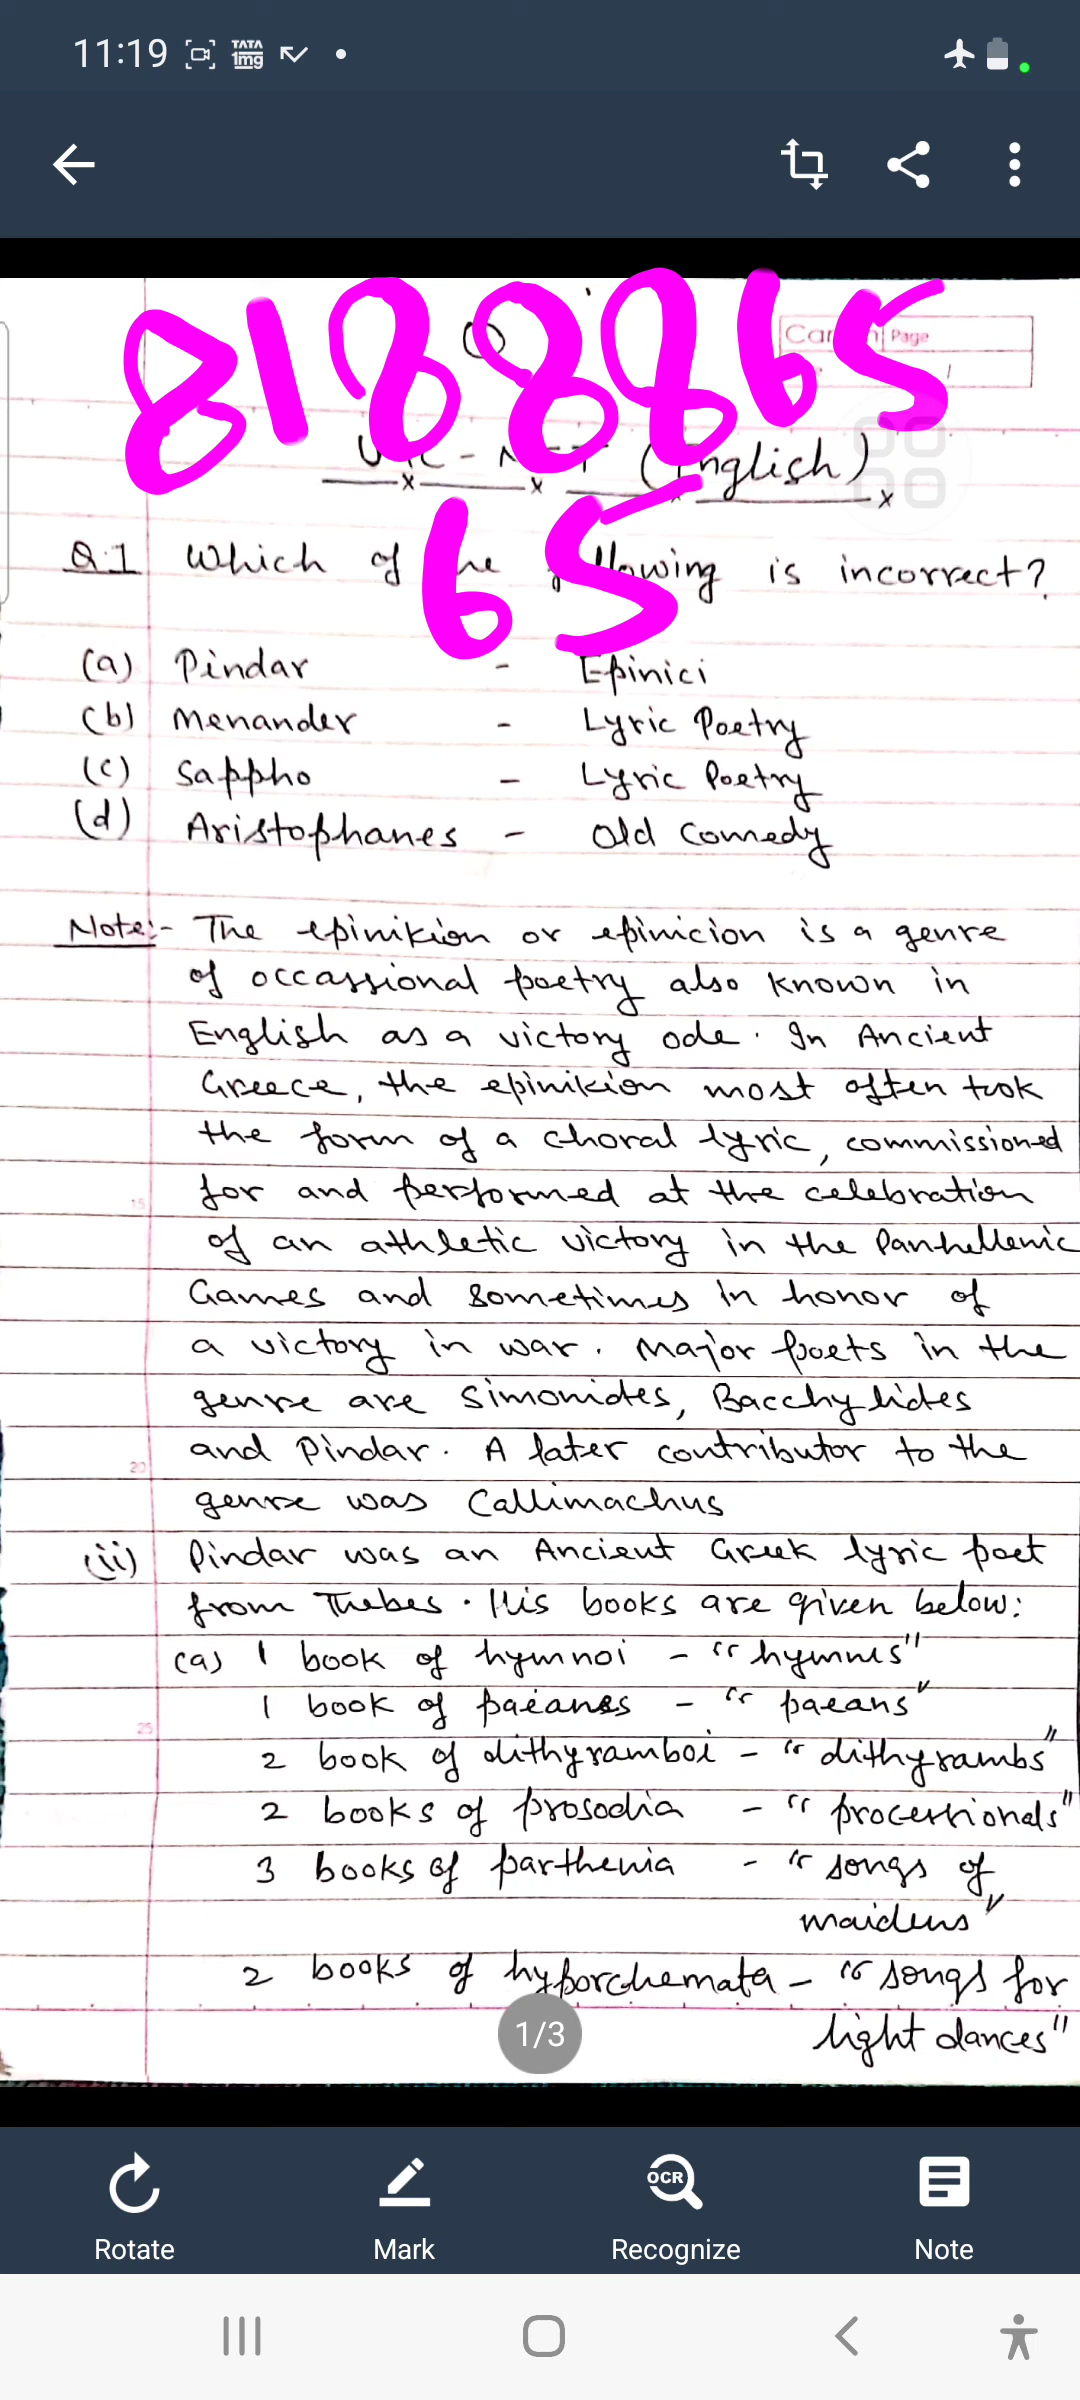 11:19 TATA 1mg
8188865
65
Page
(English)
Q.1 Which of following is incorrect?
(a) Pindar - Epinici
(b) Menander - Lyric Poetry
(c) Sappho - Lyric Poetry
(d) Aristophanes - Old Comedy
Note:- The epinikion or epinicion is a genre
of occassional poetry also known in
English as a victory ode. In Ancient
Greece, the epinikion most often took
the form of a choral lyric, commissioned
for and performed at the celebration
15
of an athletic victory in the Panhellenic
Games and sometimes in honor of
a victory in war. Major poets in the
genre are Simonides, Bacchylides
and Pindar. A later contributor to the
20
genre was Callimachus
(ii) Pindar was an Ancient Greek lyric poet
from Thebes. His books are given below:
(a) 1 book of hymnoi - "hymns"
1 book of paeanes - "paeans"
25
2 book of dithyramboi - "dithyrambs"
2 books of prosodia - "processionals"
3 books of parthenia - "songs of
maidens"
2 books of hyporchemata - "songs for
light dances"
1/3
Rotate Mark OCR Recognize Note